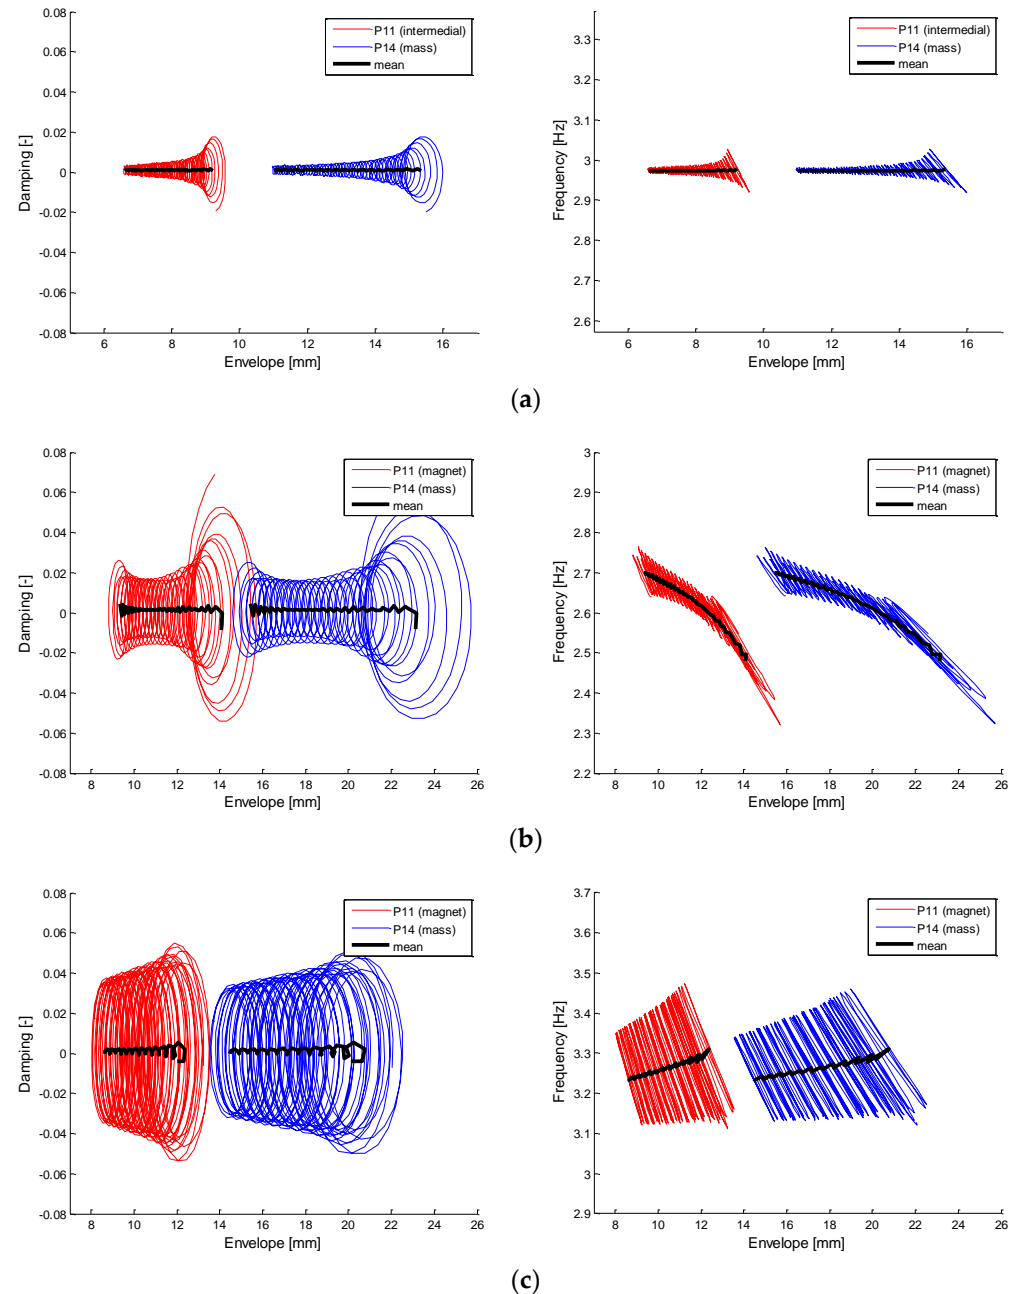 0.08
0.06
0.04
0.02
0
-0.02
-0.04
-0.06
-0.08
Damping [-]
6 8 10 12 14 16
Envelope [mm]
P11 (intermedial)
P14 (mass)
mean
3.3
3.2
3.1
3
2.9
2.8
2.7
2.6
Frequency [Hz]
6 8 10 12 14 16
Envelope [mm]
P11 (intermedial)
P14 (mass)
mean
(a)
0.08
0.06
0.04
0.02
0
-0.02
-0.04
-0.06
-0.08
Damping [-]
8 10 12 14 16 18 20 22 24 26
Envelope [mm]
P11 (magnet)
P14 (mass)
mean
3
2.9
2.8
2.7
2.6
2.5
2.4
2.3
2.2
Frequency [Hz]
8 10 12 14 16 18 20 22 24 26
Envelope [mm]
P11 (magnet)
P14 (mass)
mean
(b)
0.08
0.06
0.04
0.02
0
-0.02
-0.04
-0.06
-0.08
Damping [-]
8 10 12 14 16 18 20 22 24 26
Envelope [mm]
P11 (magnet)
P14 (mass)
mean
3.7
3.6
3.5
3.4
3.3
3.2
3.1
3
2.9
Frequency [Hz]
8 10 12 14 16 18 20 22 24 26
Envelope [mm]
P11 (magnet)
P14 (mass)
mean
(c)